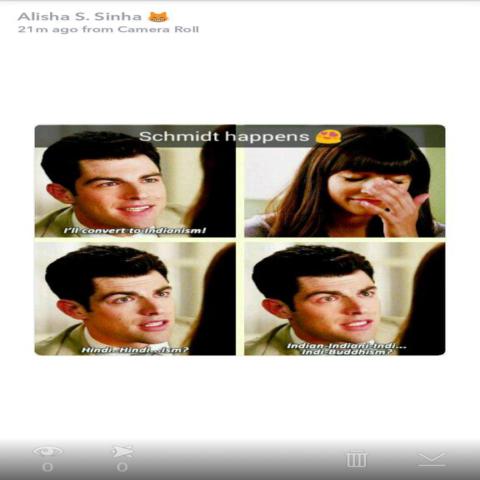 Alisha S. Sinha 😹
21m ago from Camera Roll
Schmidt happens 😍
I'll convert to Indianism!
Hindi..Hindi...ism?
Indian-Indiani-Indi...
Indi-Buddhism?
0 0